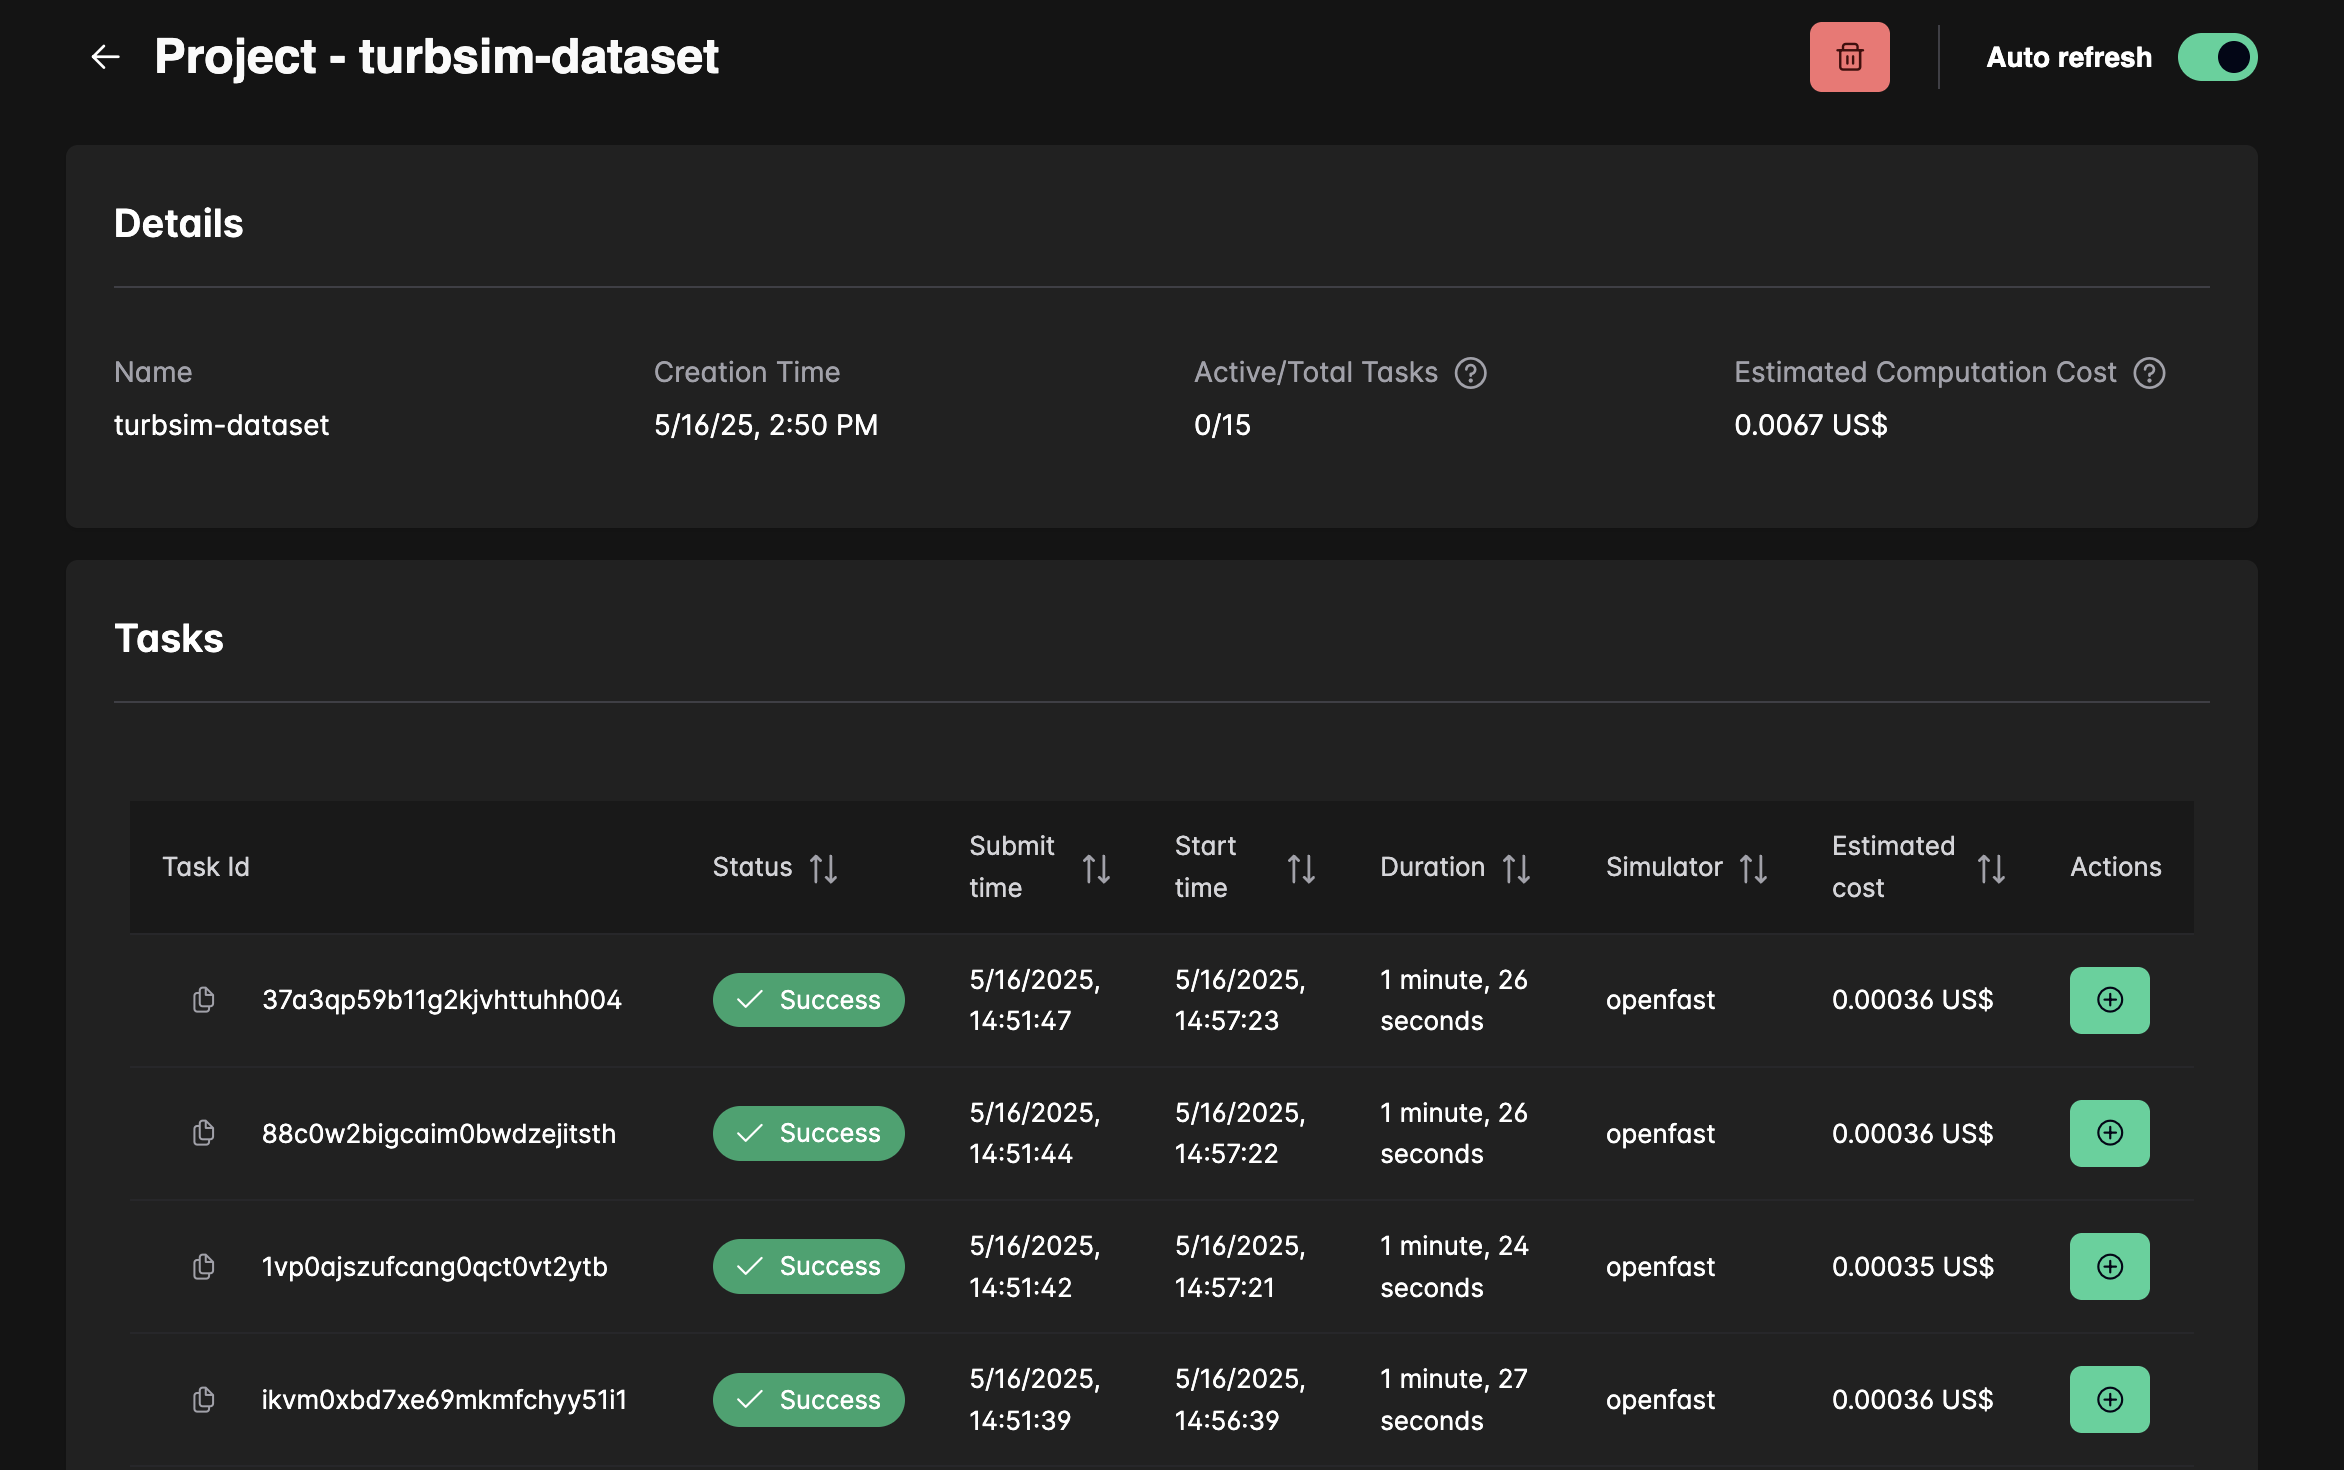 Project - turbsim-dataset
Auto refresh
Details
Name
Creation Time
Active/Total Tasks
Estimated Computation Cost
turbsim-dataset
5/16/25, 2:50 PM
0/15
0.0067 US$
Tasks
Task Id
Status
Submit
time
Start
time
Duration
Simulator
Estimated
cost
Actions
37a3qp59b11g2kjvhttuhh004
Success
5/16/2025,
14:51:47
5/16/2025,
14:57:23
1 minute, 26
seconds
openfast
0.00036 US$
88c0w2bigcaim0bwdzejitsth
Success
5/16/2025,
14:51:44
5/16/2025,
14:57:22
1 minute, 26
seconds
openfast
0.00036 US$
1vp0ajszufcang0qct0vt2ytb
Success
5/16/2025,
14:51:42
5/16/2025,
14:57:21
1 minute, 24
seconds
openfast
0.00035 US$
ikvm0xbd7xe69mkmfchyy51i1
Success
5/16/2025,
14:51:39
5/16/2025,
14:56:39
1 minute, 27
seconds
openfast
0.00036 US$